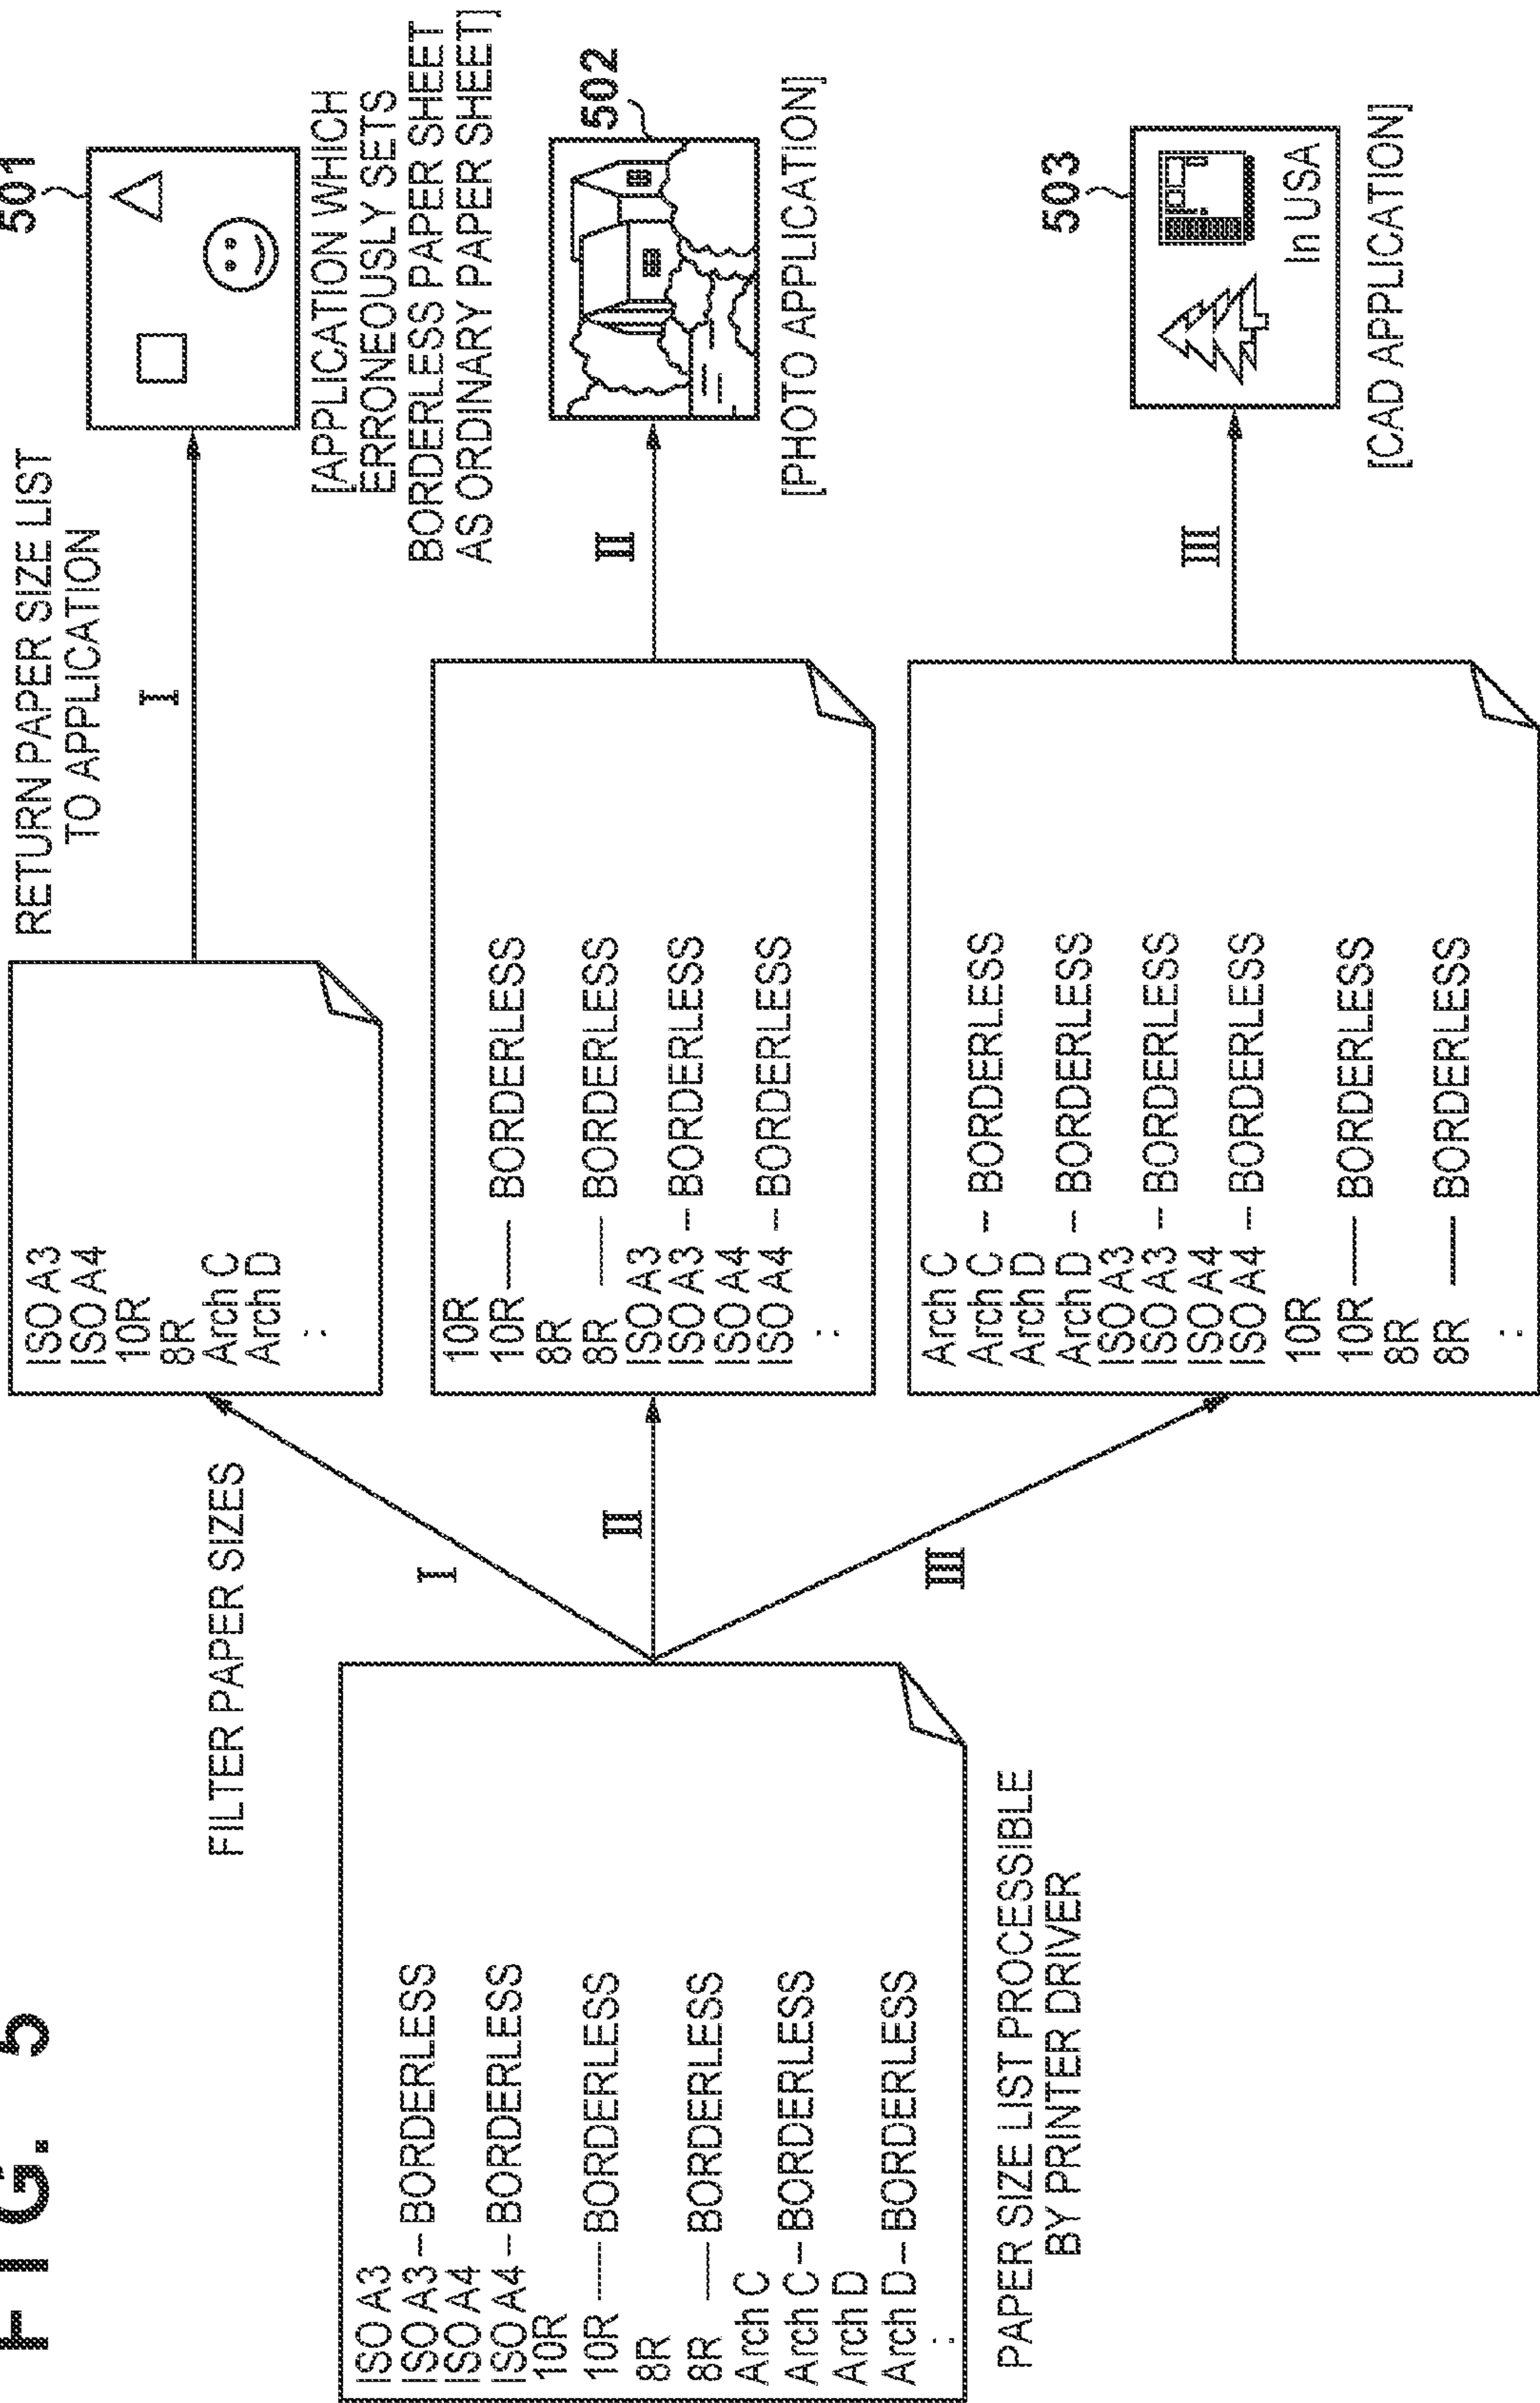 FIG. 5
FILTER PAPER SIZES
RETURN PAPER SIZE LIST
TO APPLICATION
ISO A3
ISO A3 -- BORDERLESS
ISO A4
ISO A4 -- BORDERLESS
10R
10R ---- BORDERLESS
8R
8R ---- BORDERLESS
Arch C
Arch C -- BORDERLESS
Arch D
Arch D -- BORDERLESS
:
PAPER SIZE LIST PROCESSIBLE
BY PRINTER DRIVER
I
II
III
ISO A3
ISO A4
10R
8R
Arch C
Arch D
:
I
501
[APPLICATION WHICH
ERRONEOUSLY SETS
BORDERLESS PAPER SHEET
AS ORDINARY PAPER SHEET]
10R
10R ---- BORDERLESS
8R
8R ---- BORDERLESS
ISO A3
ISO A3 -- BORDERLESS
ISO A4
ISO A4 -- BORDERLESS
:
II
502
[PHOTO APPLICATION]
Arch C
Arch C -- BORDERLESS
Arch D
Arch D -- BORDERLESS
ISO A3
ISO A3 -- BORDERLESS
ISO A4
ISO A4 -- BORDERLESS
10R
10R ---- BORDERLESS
8R
8R ---- BORDERLESS
:
III
503
In USA
[CAD APPLICATION]